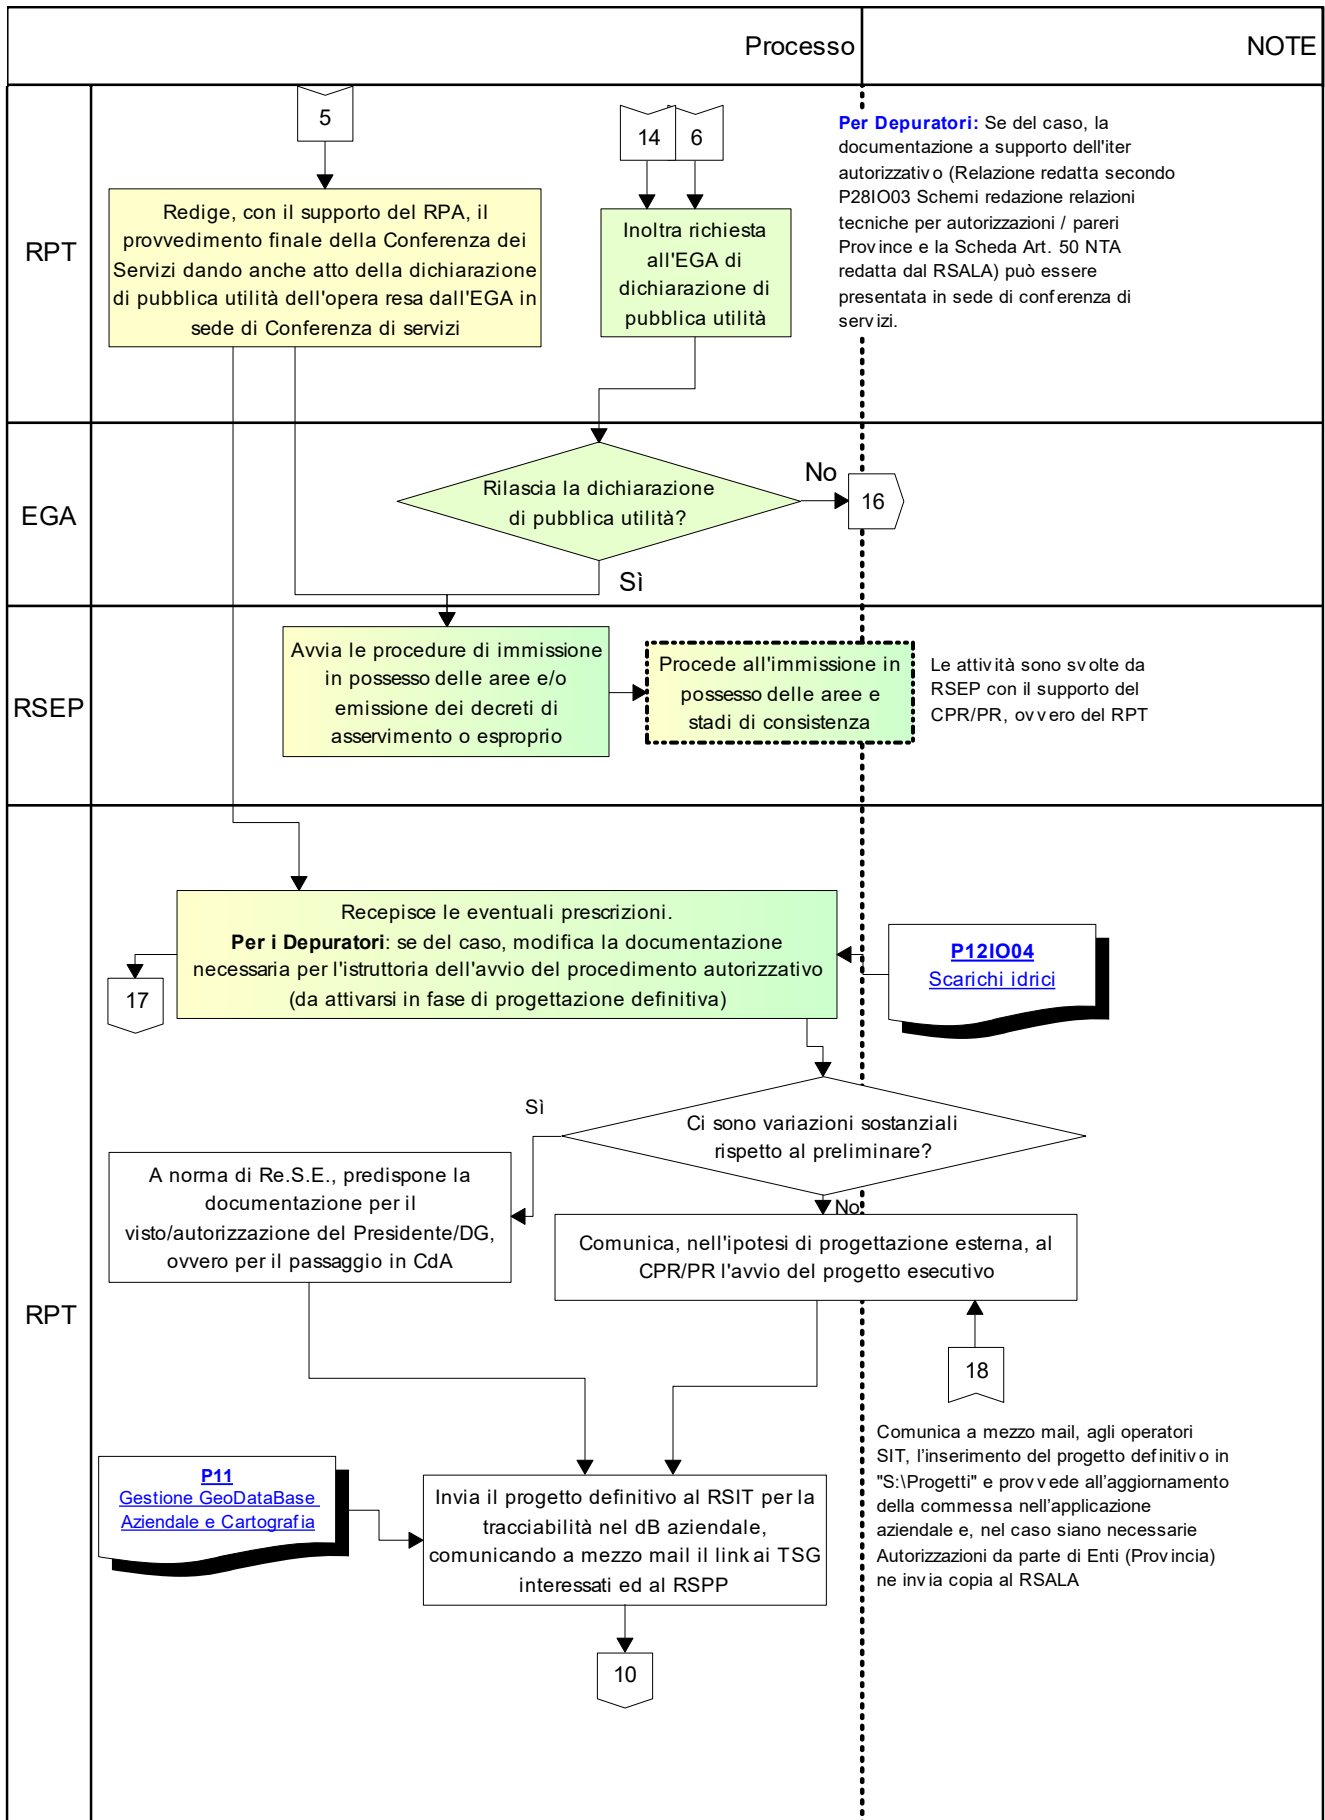 Processo
NOTE
RPT
5
14
6
Redige, con il supporto del RPA, il
provvedimento finale della Conferenza dei
Servizi dando anche atto della dichiarazione
di pubblica utilità dell'opera resa dall'EGA in
sede di Conferenza di servizi
Inoltra richiesta
all'EGA di
dichiarazione di
pubblica utilità
Per Depuratori: Se del caso, la
documentazione a supporto dell'iter
autorizzativo (Relazione redatta secondo
P28IO03 Schemi redazione relazioni
tecniche per autorizzazioni / pareri
Province e la Scheda Art. 50 NTA
redatta dal RSALA) può essere
presentata in sede di conferenza di
servizi.
EGA
Rilascia la dichiarazione
di pubblica utilità?
No
16
Sì
RSEP
Avvia le procedure di immissione
in possesso delle aree e/o
emissione dei decreti di
asservimento o esproprio
Procede all'immissione in
possesso delle aree e
stadi di consistenza
Le attività sono svolte da
RSEP con il supporto del
CPR/PR, ovvero del RPT
RPT
Recepisce le eventuali prescrizioni.
Per i Depuratori: se del caso, modifica la documentazione
necessaria per l'istruttoria dell'avvio del procedimento autorizzativo
(da attivarsi in fase di progettazione definitiva)
17
P12IO04
Scarichi idrici
Ci sono variazioni sostanziali
rispetto al preliminare?
Sì
No
A norma di Re.S.E., predispone la
documentazione per il
visto/autorizzazione del Presidente/DG,
ovvero per il passaggio in CdA
Comunica, nell'ipotesi di progettazione esterna, al
CPR/PR l'avvio del progetto esecutivo
18
Comunica a mezzo mail, agli operatori
SIT, l'inserimento del progetto definitivo in
"S:\Progetti" e provvede all'aggiornamento
della commessa nell'applicazione
aziendale e, nel caso siano necessarie
Autorizzazioni da parte di Enti (Provincia)
ne invia copia al RSALA
P11
Gestione GeoDataBase
Aziendale e Cartografia
Invia il progetto definitivo al RSIT per la
tracciabilità nel dB aziendale,
comunicando a mezzo mail il link ai TSG
interessati ed al RSPP
10